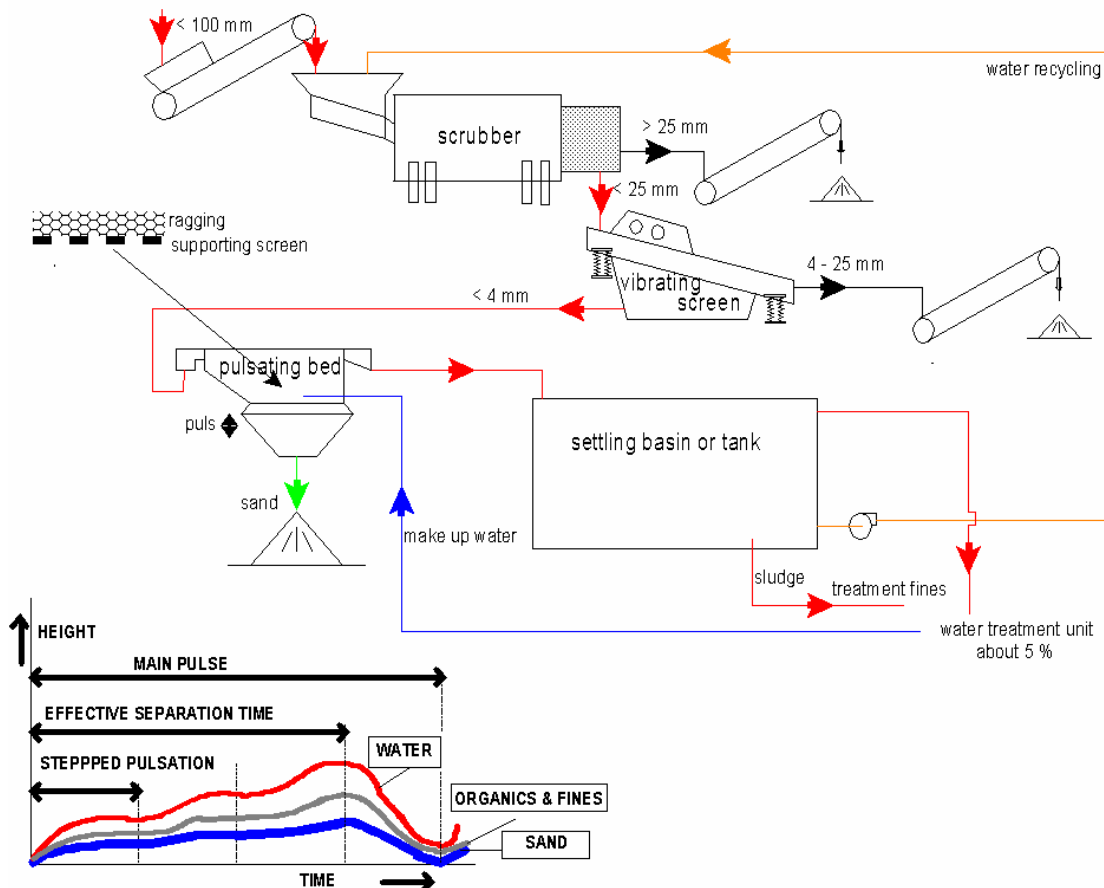 < 100 mm
water recycling
scrubber
> 25 mm
< 25 mm
ragging
supporting screen
vibrating
screen
4 - 25 mm
< 4 mm
pulsating bed
puls
settling basin or tank
sand
make up water
sludge
treatment fines
water treatment unit
about 5 %
HEIGHT
MAIN PULSE
EFFECTIVE SEPARATION TIME
STEPPPED PULSATION
WATER
ORGANICS & FINES
SAND
TIME